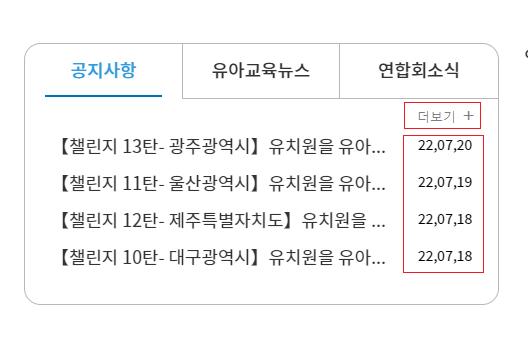 공지사항 유아교육뉴스 연합회소식
더보기 +
【챌린지 13탄- 광주광역시】유치원을 유아... 22,07,20
【챌린지 11탄- 울산광역시】유치원을 유아... 22,07,19
【챌린지 12탄- 제주특별자치도】유치원을 ... 22,07,18
【챌린지 10탄- 대구광역시】유치원을 유아... 22,07,18